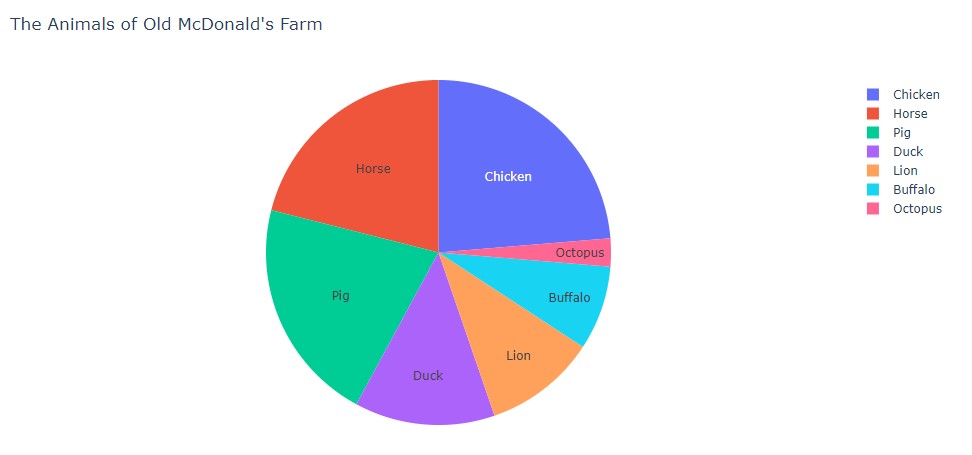 The Animals of Old McDonald's Farm
Horse
Chicken
Octopus
Pig
Buffalo
Lion
Duck
Chicken
Horse
Pig
Duck
Lion
Buffalo
Octopus